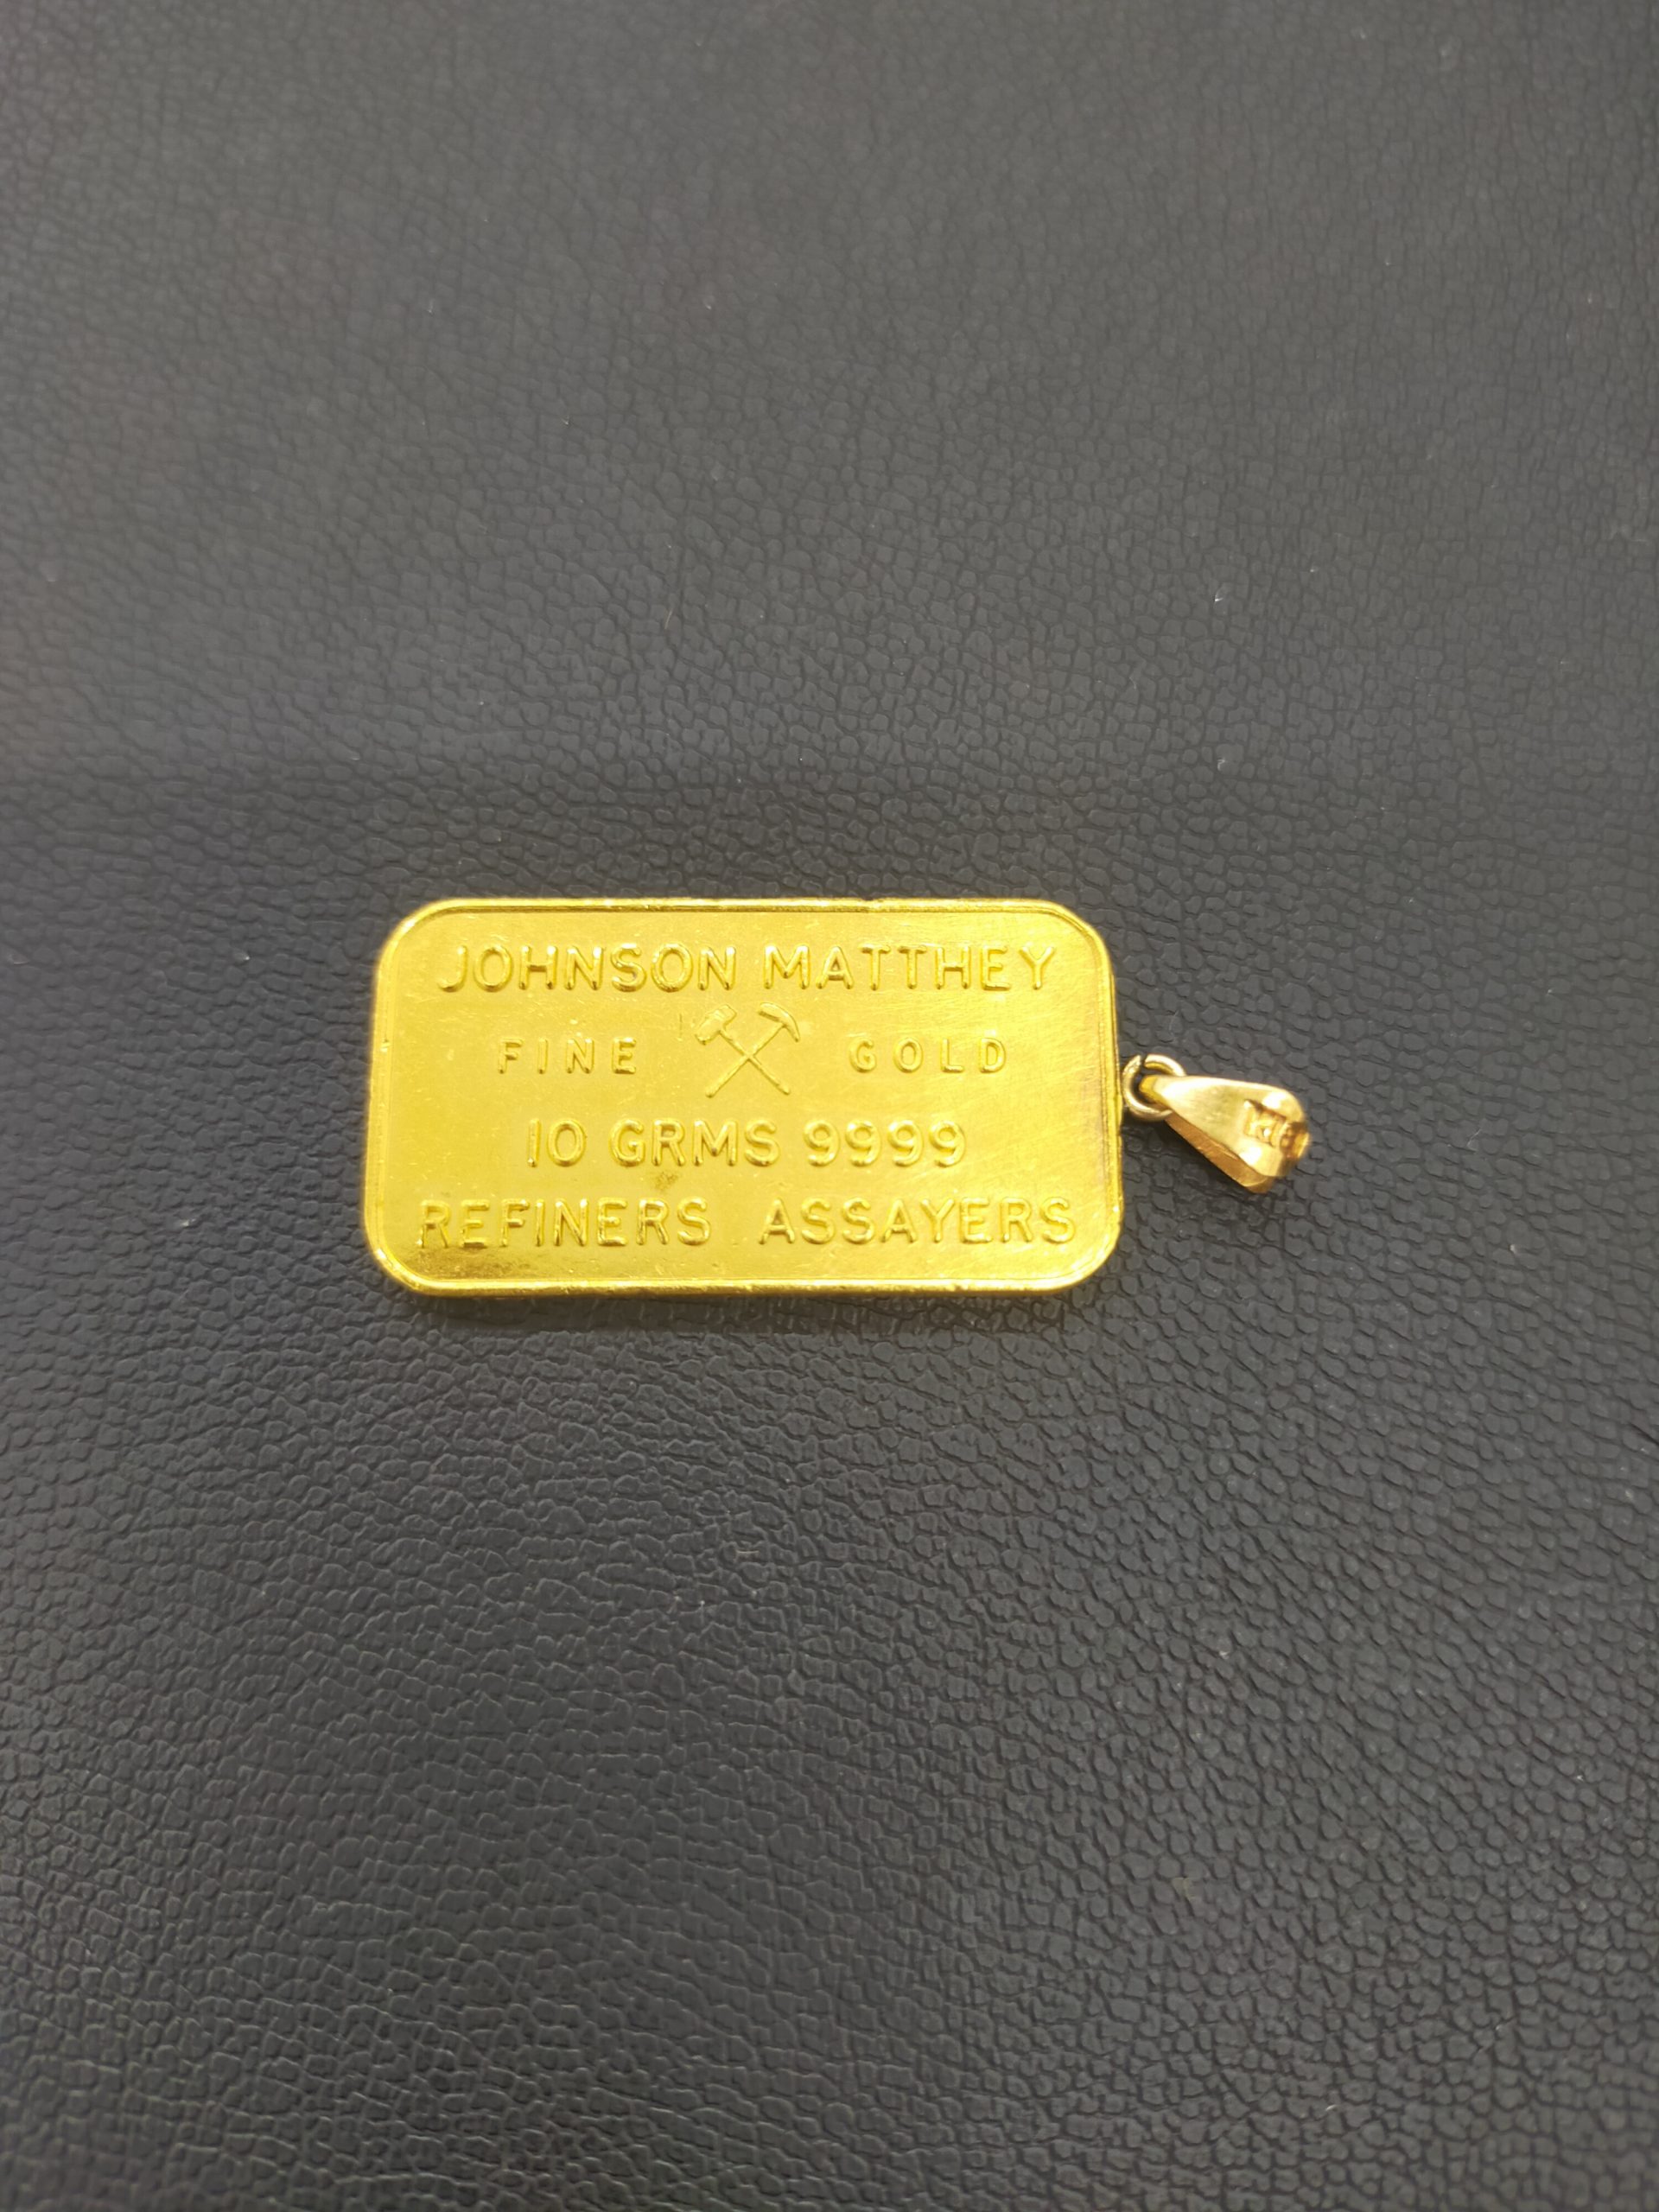 JOHNSON MATTHEY
FINE GOLD
10 GRMS 9999
REFINERS ASSAYERS